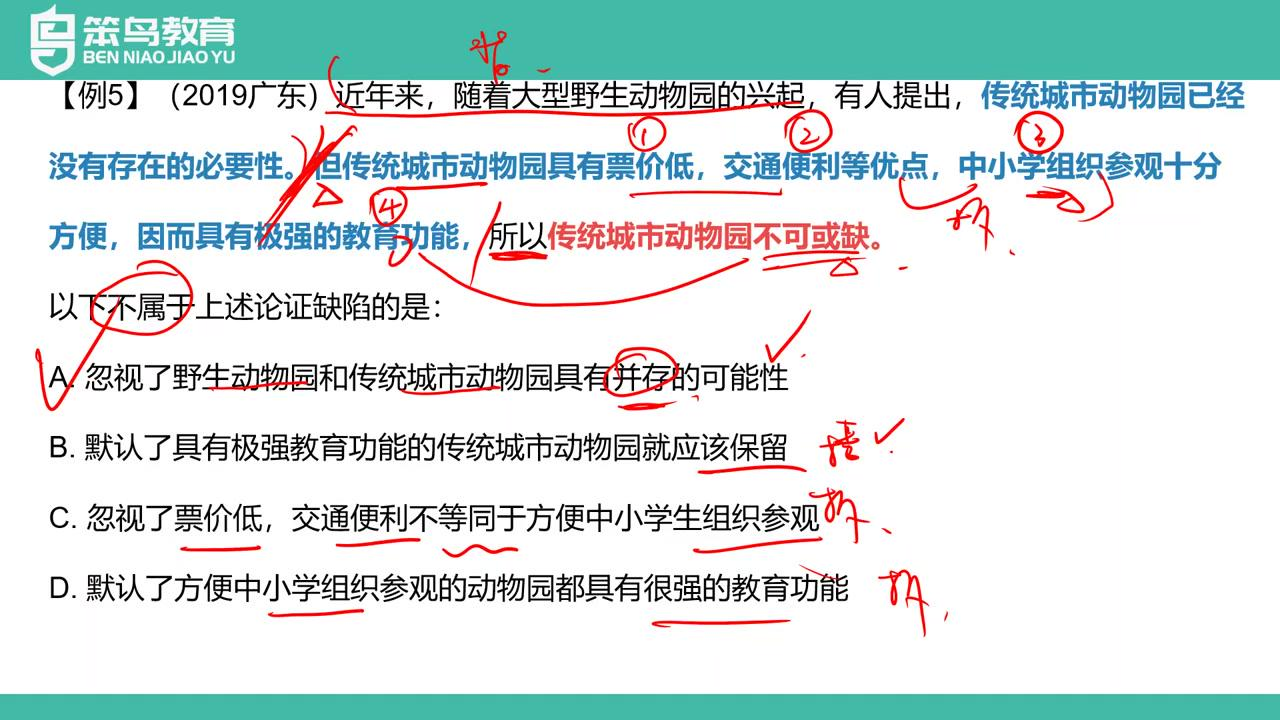 笨鸟教育
BEN NIAO JIAO YU
【例5】（2019广东）近年来，随着大型野生动物园的兴起，有人提出，传统城市动物园已经
① ② ③
没有存在的必要性。但传统城市动物园具有票价低，交通便利等优点，中小学组织参观十分
④
方便，因而具有极强的教育功能，所以传统城市动物园不可或缺。
以下不属于上述论证缺陷的是：
A. 忽视了野生动物园和传统城市动物园具有并存的可能性
B. 默认了具有极强教育功能的传统城市动物园就应该保留
C. 忽视了票价低，交通便利不等同于方便中小学生组织参观
D. 默认了方便中小学组织参观的动物园都具有很强的教育功能